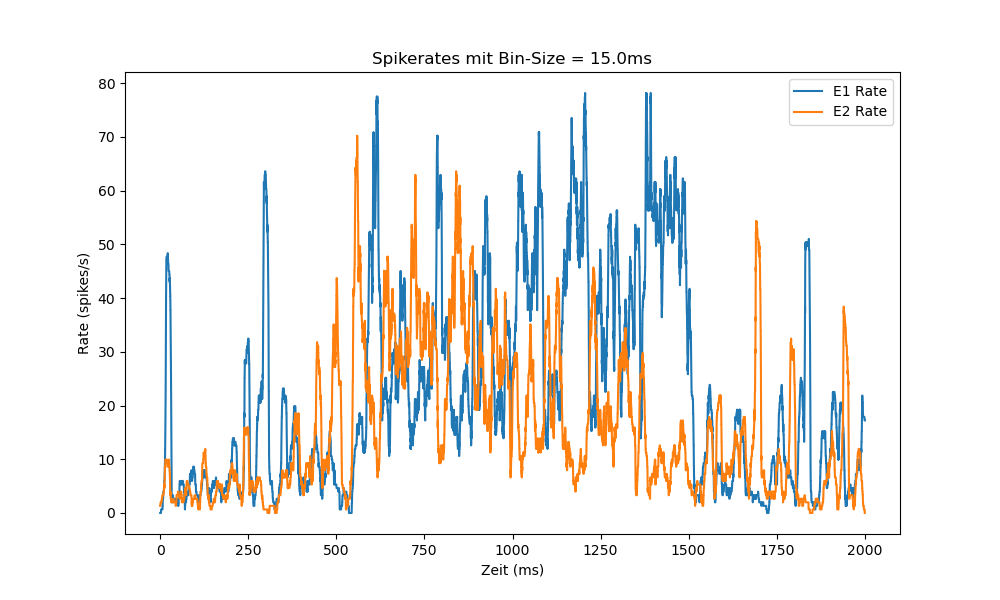 Spikerates mit Bin-Size = 15.0ms
E1 Rate
E2 Rate
80
70
60
50
40
30
20
10
0
Rate (spikes/s)
0 250 500 750 1000 1250 1500 1750 2000
Zeit (ms)